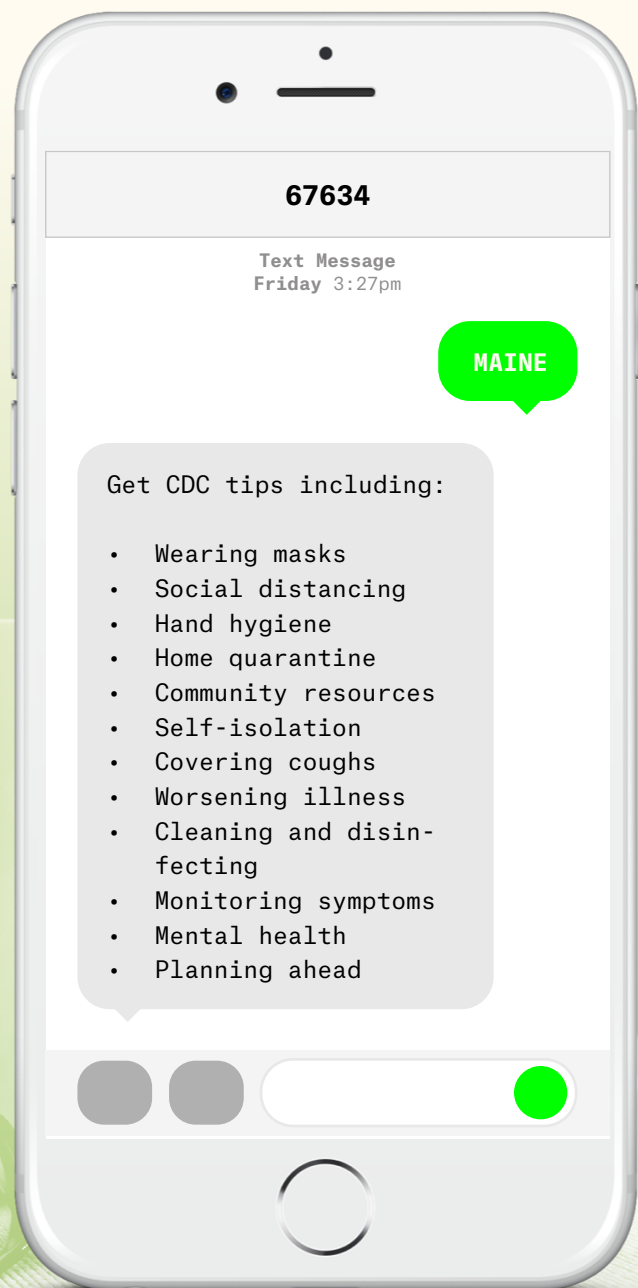 67634
Text Message
Friday 3:27pm
MAINE
Get CDC tips including:
• Wearing masks
• Social distancing
• Hand hygiene
• Home quarantine
• Community resources
• Self-isolation
• Covering coughs
• Worsening illness
• Cleaning and disin-
fecting
• Monitoring symptoms
• Mental health
• Planning ahead